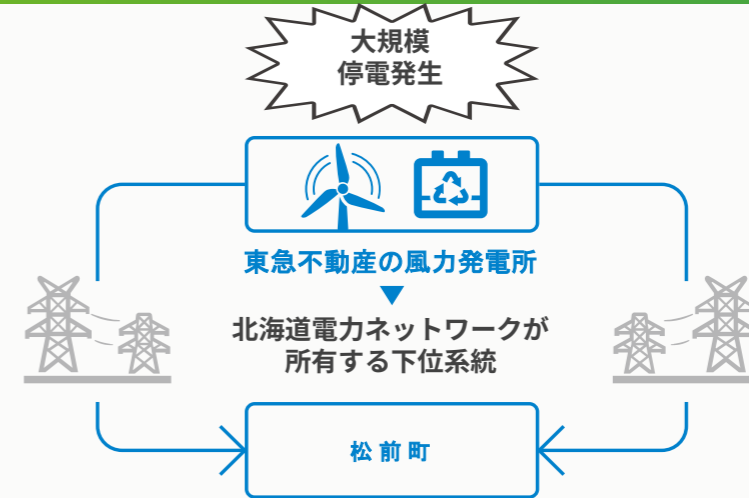 大規模
停電発生
東急不動産の風力発電所
北海道電力ネットワークが
所有する下位系統
松前町